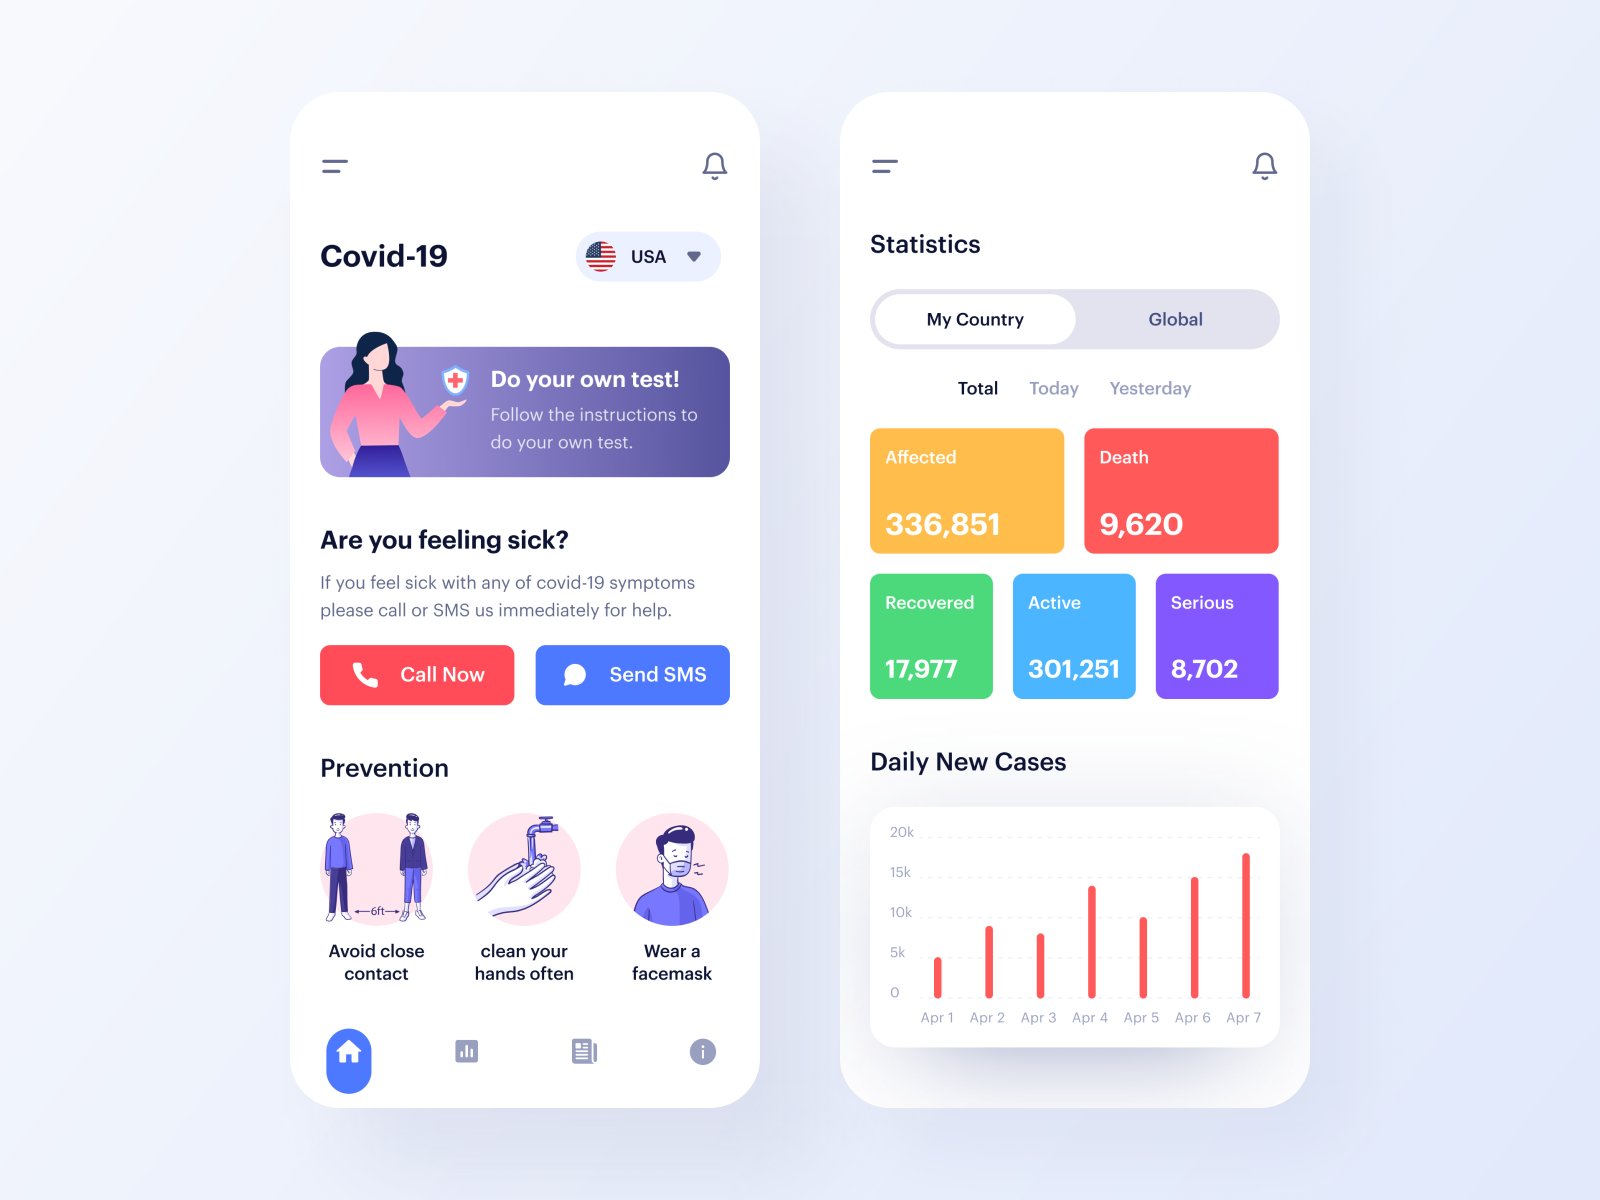 Covid-19
USA
Do your own test!
Follow the instructions to
do your own test.
Are you feeling sick?
If you feel sick with any of covid-19 symptoms
please call or SMS us immediately for help.
Call Now
Send SMS
Prevention
6ft
Avoid close
contact
clean your
hands often
Wear a
facemask
Statistics
My Country
Global
Total
Today
Yesterday
Affected
336,851
Death
9,620
Recovered
17,977
Active
301,251
Serious
8,702
Daily New Cases
20k
15k
10k
5k
0
Apr 1
Apr 2
Apr 3
Apr 4
Apr 5
Apr 6
Apr 7